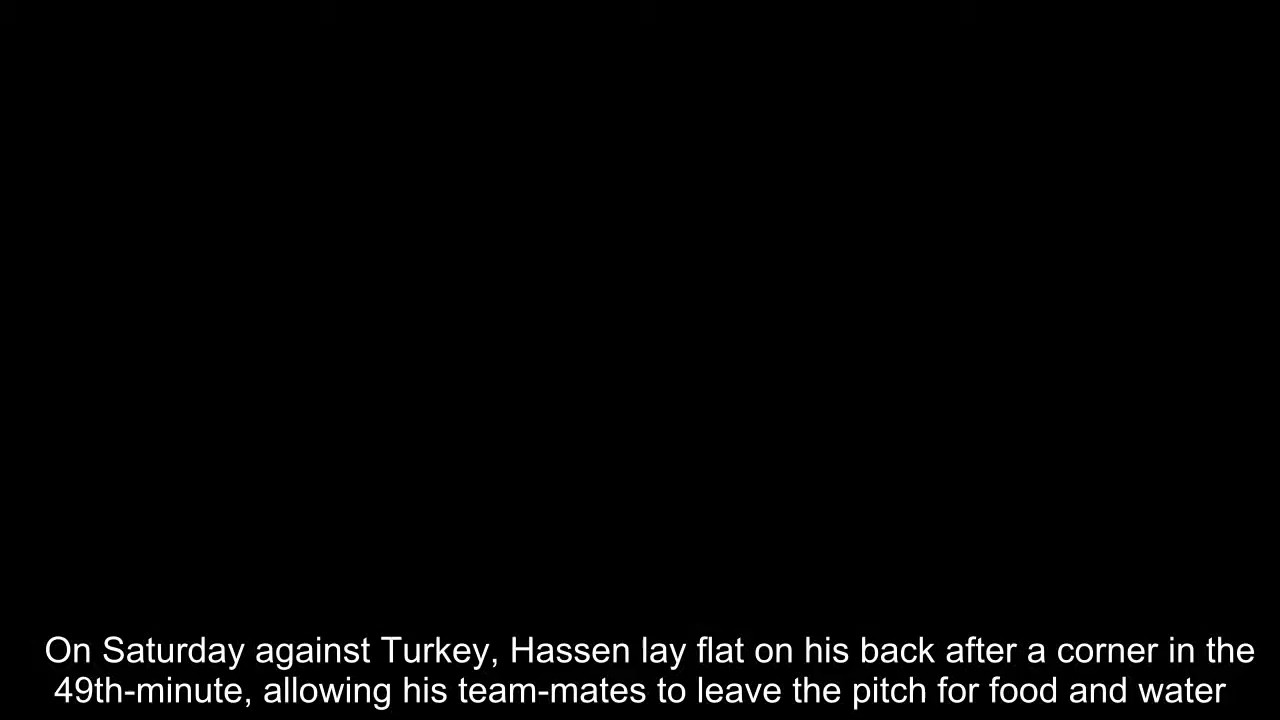 On Saturday against Turkey, Hassen lay flat on his back after a corner in the
49th-minute, allowing his team-mates to leave the pitch for food and water